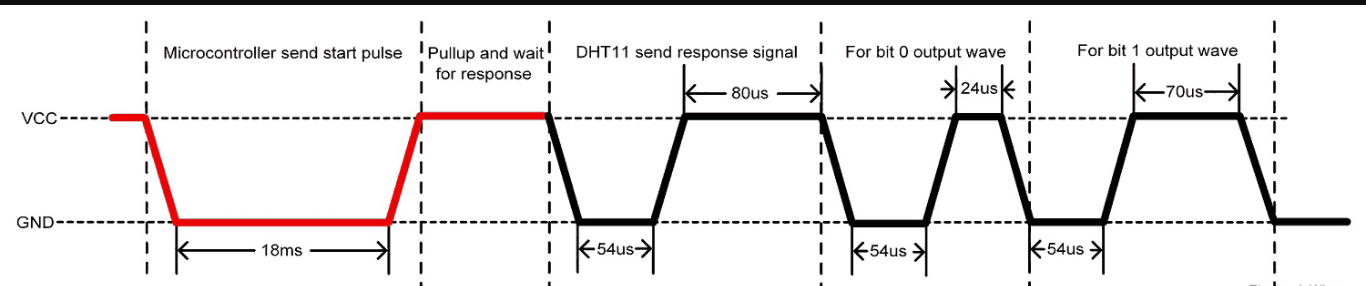 Microcontroller send start pulse
Pullup and wait
for response
DHT11 send response signal
For bit 0 output wave
For bit 1 output wave
80us
24us
70us
VCC
GND
18ms
54us
54us
54us